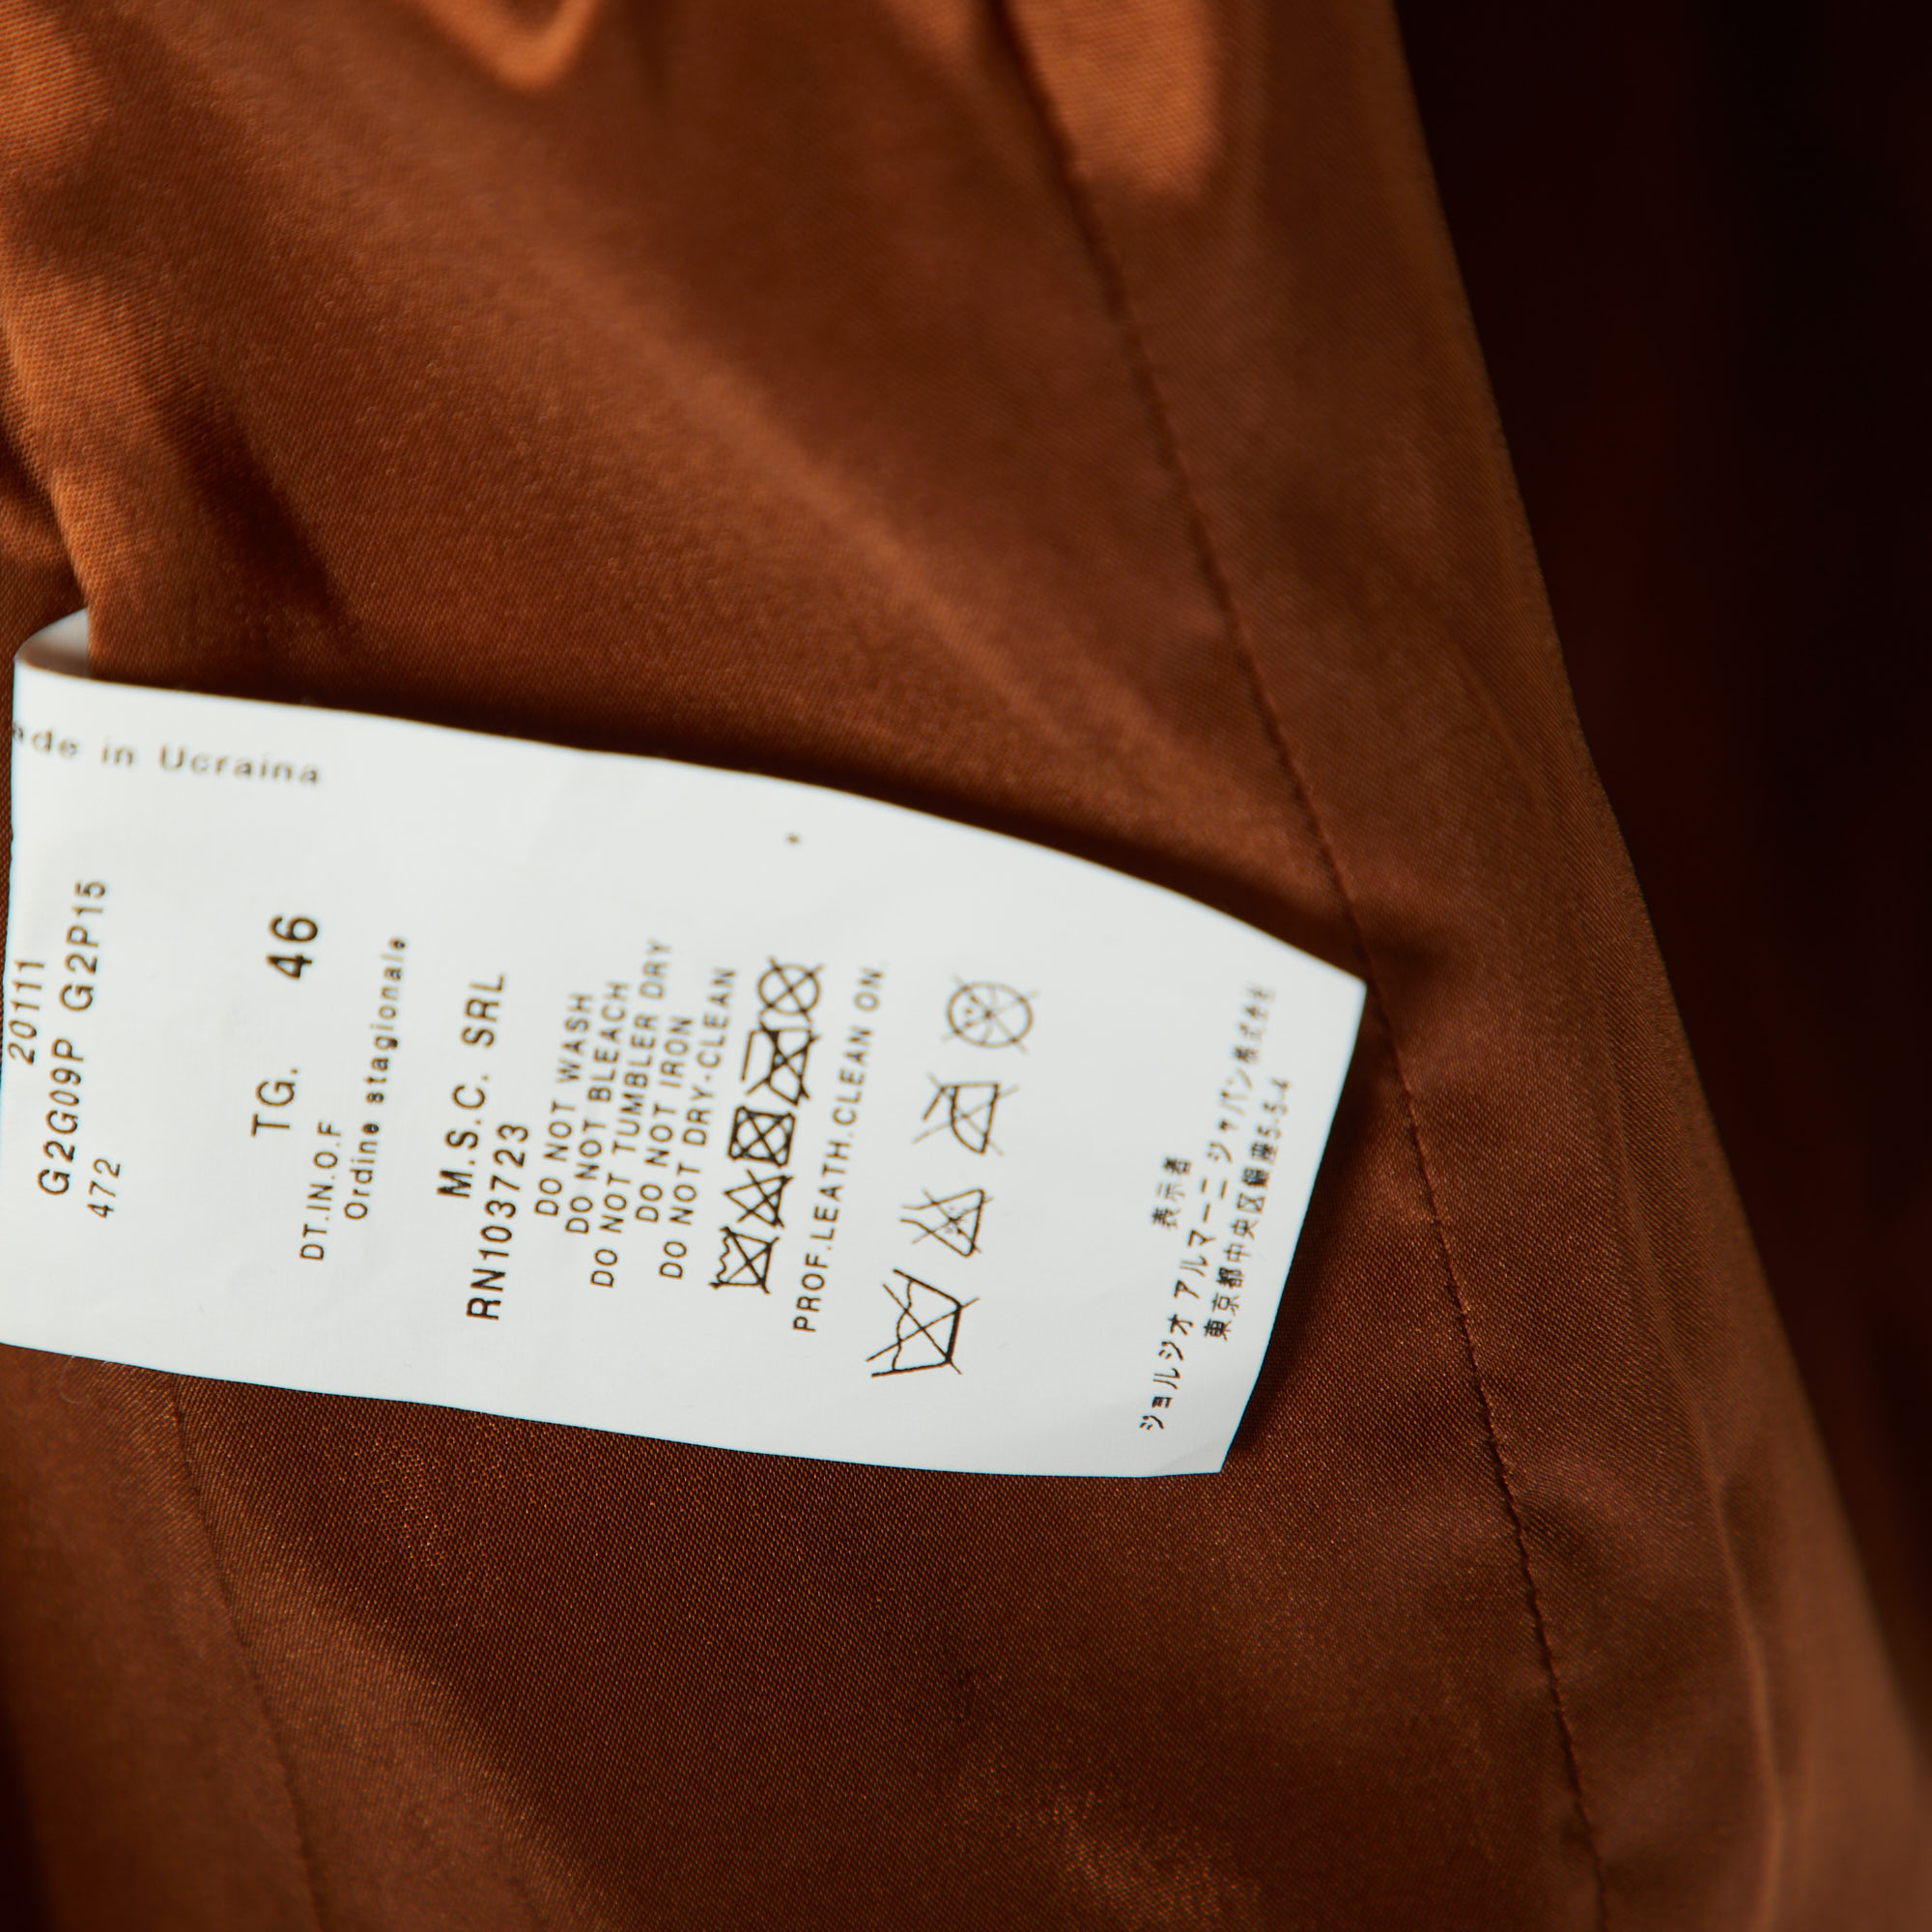 ade in Ucraina
20111
G2G09P G2P15
472
TG. 46
DT.IN.O.F
Ordine stagionale
M.S.C. SRL
RN103723
DO NOT WASH
DO NOT BLEACH
DO NOT TUMBLER DRY
DO NOT IRON
DO NOT DRY-CLEAN
PROF.LEATH.CLEAN ON.
表示者
ジョルジオ アルマーニ ジャパン株式会社
東京都中央区銀座5-5-4